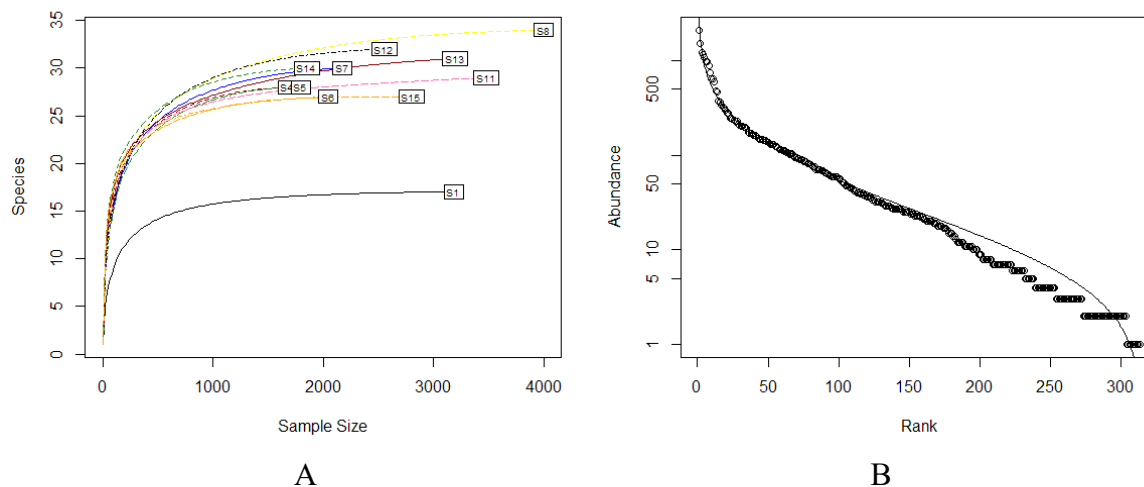 35
30
25
20
15
10
5
0
Species
S8
S12
S13
S14
S7
S11
S4
S5
S6
S15
S1
0 1000 2000 3000 4000
Sample Size
A
500
50
10
5
1
Abundance
0 50 100 150 200 250 300
Rank
B